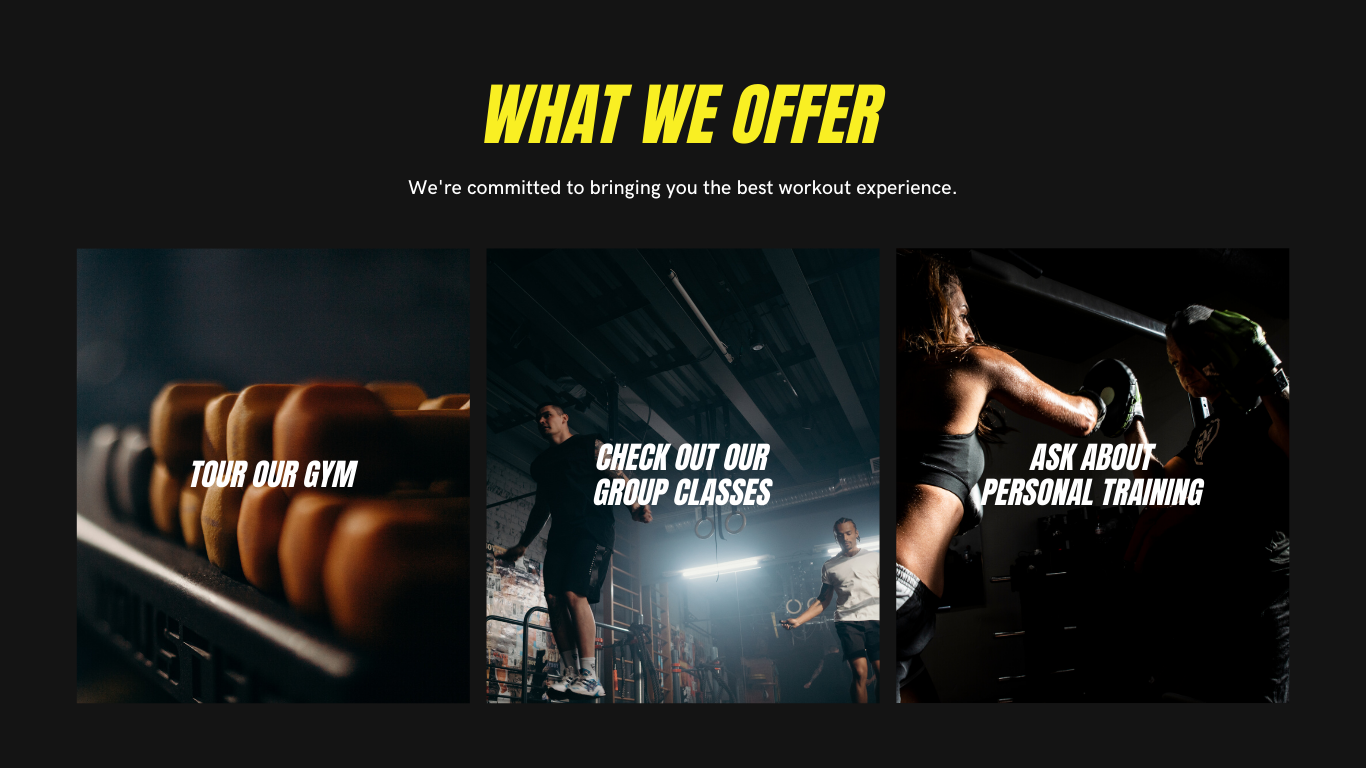 WHAT WE OFFER
We're committed to bringing you the best workout experience.
TOUR OUR GYM
CHECK OUT OUR
GROUP CLASSES
ASK ABOUT
PERSONAL TRAINING